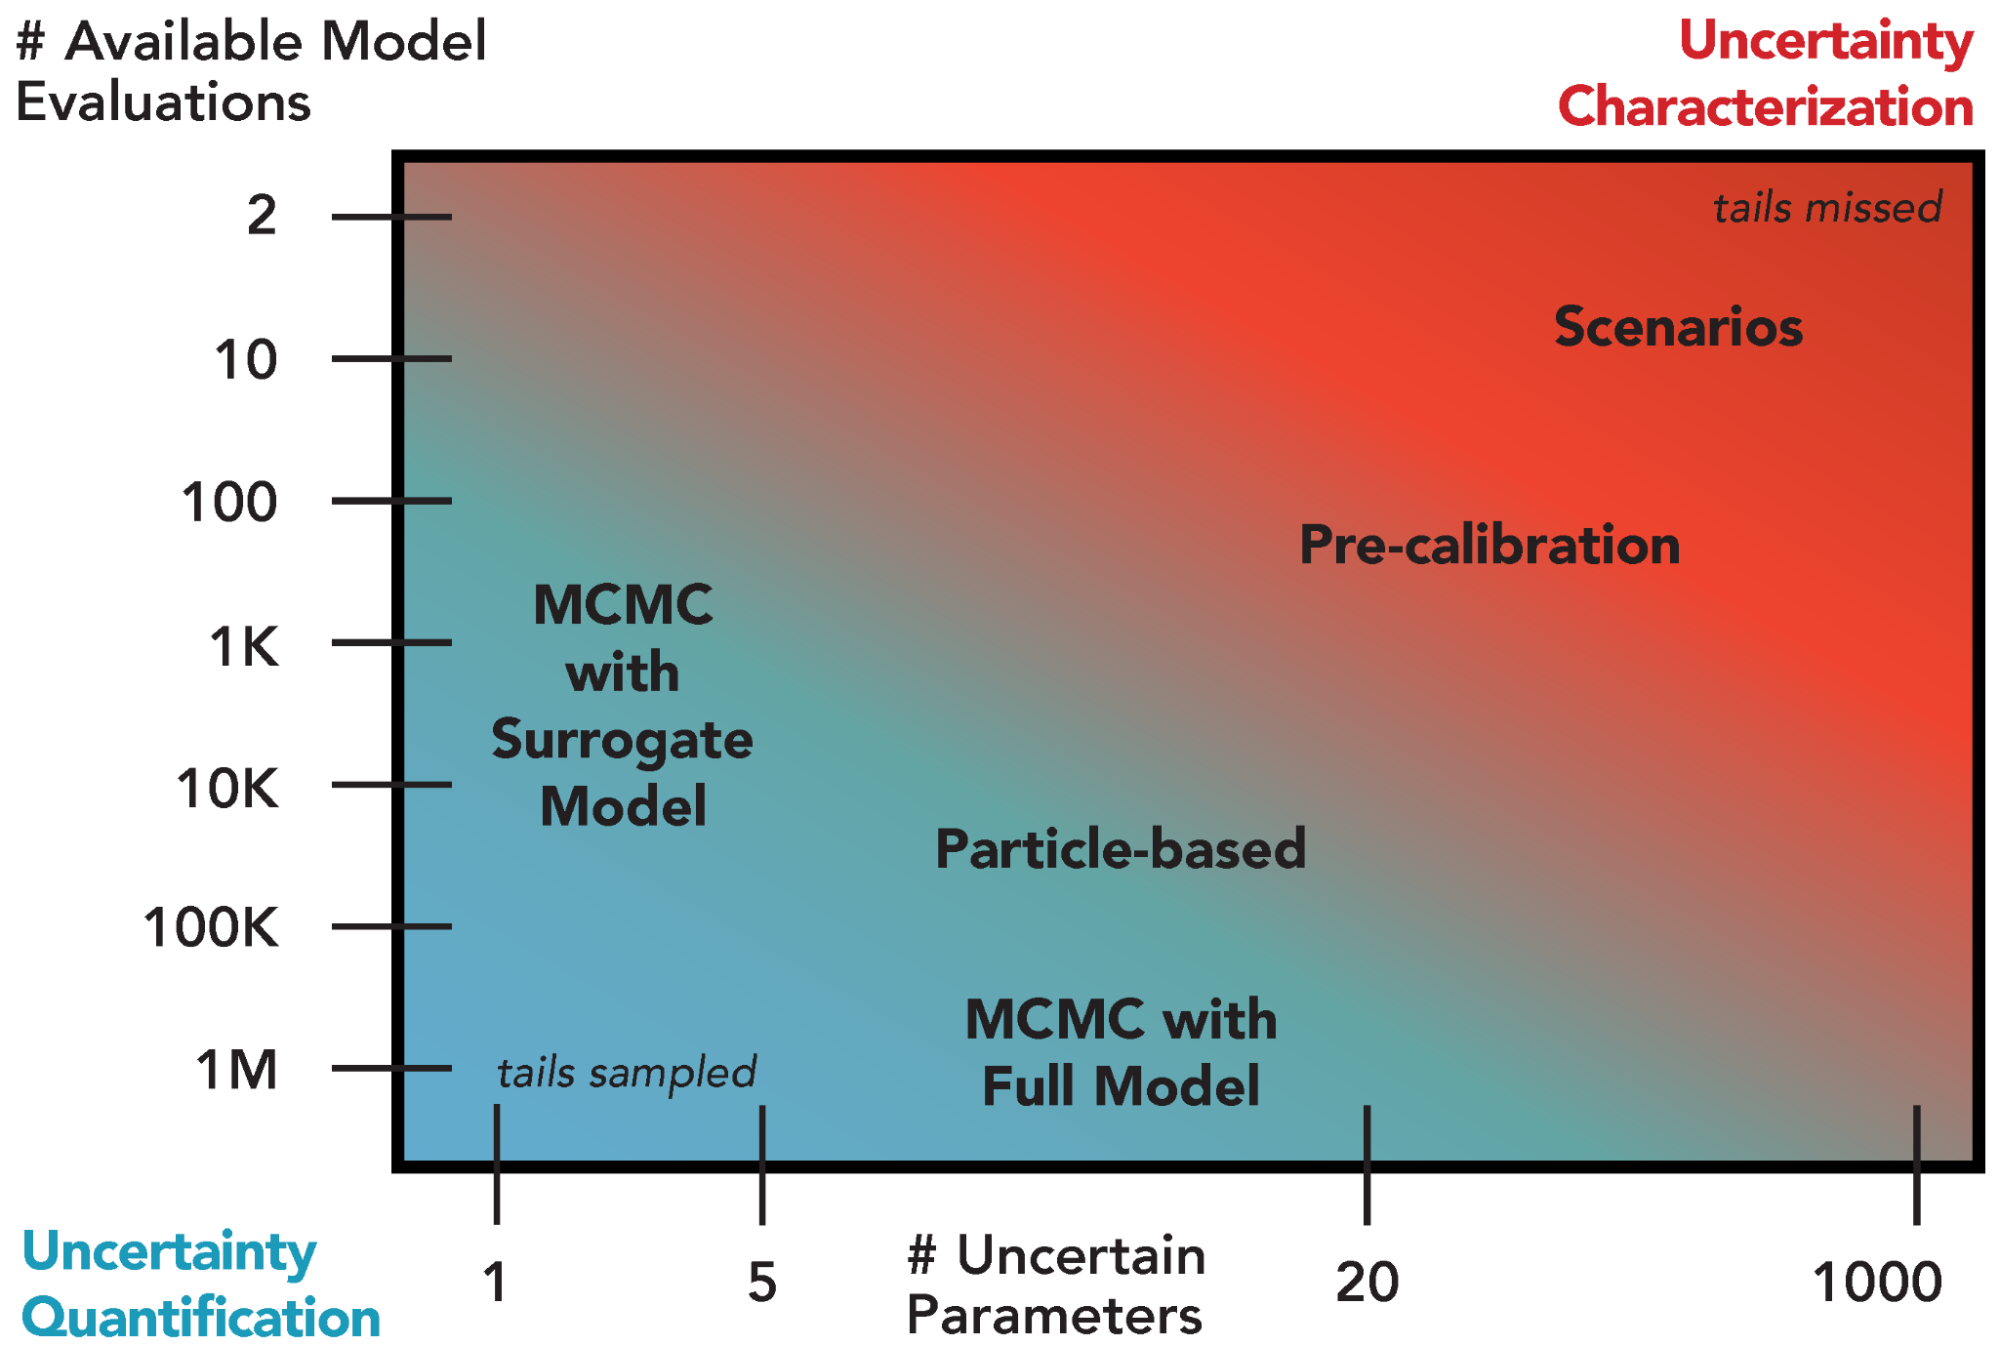 # Available Model
Evaluations
Uncertainty
Characterization
2
tails missed
Scenarios
10
100
Pre-calibration
MCMC
with
Surrogate
Model
1K
10K
Particle-based
100K
MCMC with
Full Model
1M
tails sampled
Uncertainty
Quantification
1
5
# Uncertain
Parameters
20
1000